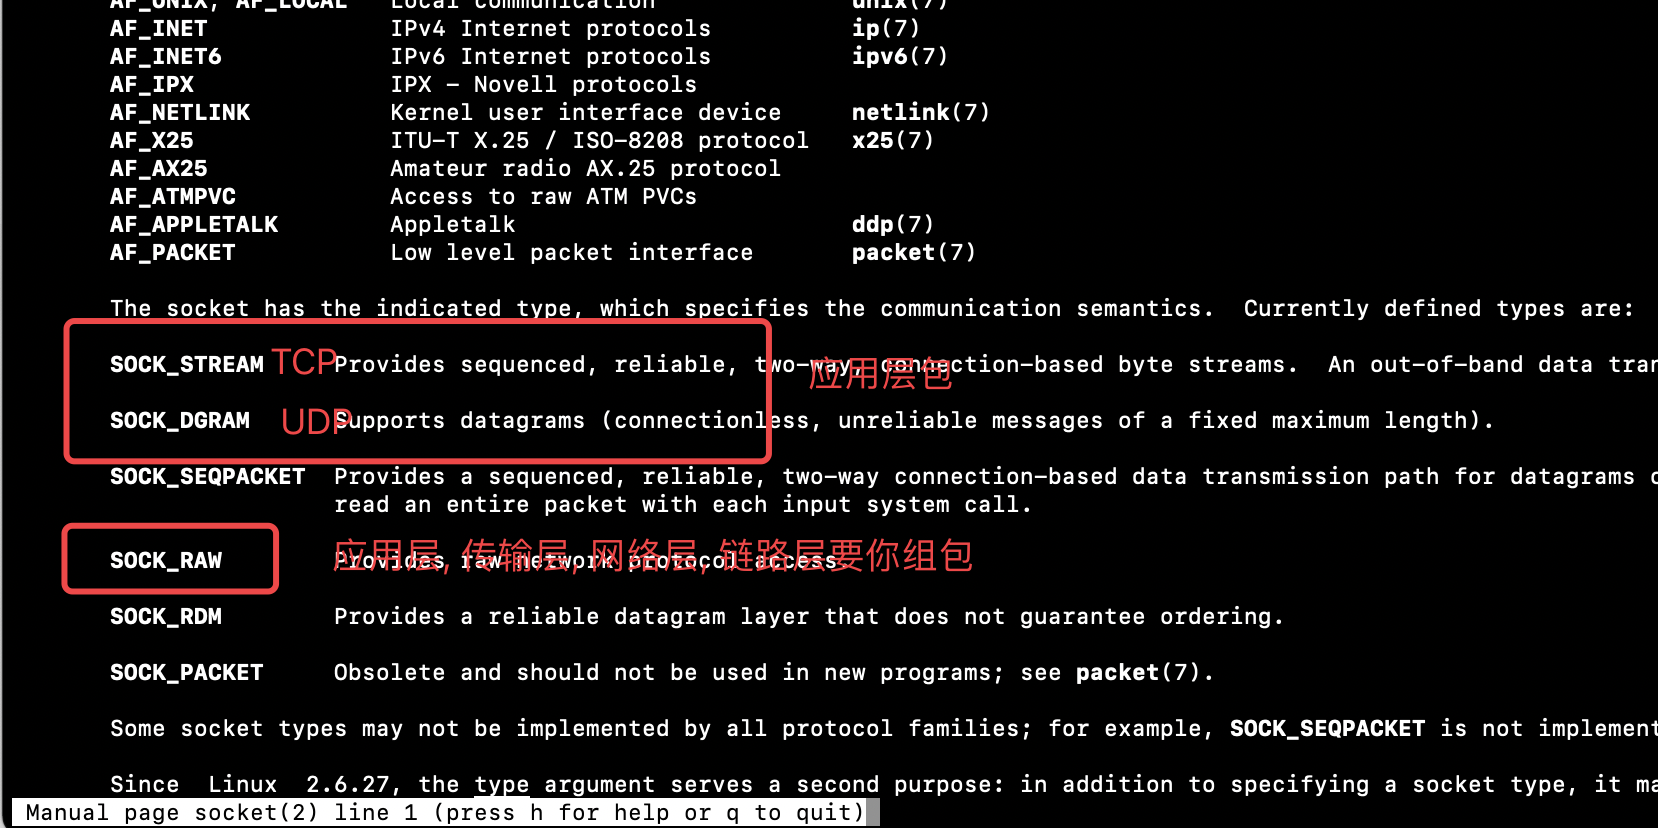 AF_UNIX, AF_LOCAL Local communication unix(7)
AF_INET IPv4 Internet protocols ip(7)
AF_INET6 IPv6 Internet protocols ipv6(7)
AF_IPX IPX – Novell protocols
AF_NETLINK Kernel user interface device netlink(7)
AF_X25 ITU-T X.25 / ISO-8208 protocol x25(7)
AF_AX25 Amateur radio AX.25 protocol
AF_ATMPVC Access to raw ATM PVCs
AF_APPLETALK Appletalk ddp(7)
AF_PACKET Low level packet interface packet(7)
The socket has the indicated type, which specifies the communication semantics. Currently defined types are:
SOCK_STREAM TCP Provides sequenced, reliable, two-way, connection-based byte streams. An out-of-band data tran
应用层包
SOCK_DGRAM UDP Supports datagrams (connectionless, unreliable messages of a fixed maximum length).
SOCK_SEQPACKET Provides a sequenced, reliable, two-way connection-based data transmission path for datagrams
read an entire packet with each input system call.
SOCK_RAW Provides raw network protocol access.
应用层, 传输层, 网络层, 链路层要你组包
SOCK_RDM Provides a reliable datagram layer that does not guarantee ordering.
SOCK_PACKET Obsolete and should not be used in new programs; see packet(7).
Some socket types may not be implemented by all protocol families; for example, SOCK_SEQPACKET is not implement
Since Linux 2.6.27, the type argument serves a second purpose: in addition to specifying a socket type, it ma
Manual page socket(2) line 1 (press h for help or q to quit)